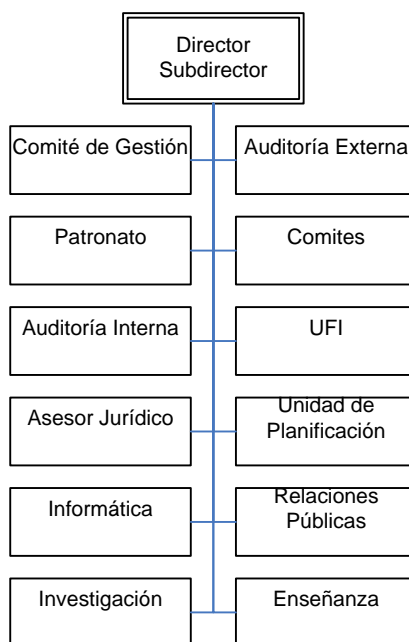 Director
Subdirector
Comité de Gestión
Auditoría Externa
Patronato
Comites
Auditoría Interna
UFI
Asesor Jurídico
Unidad de
Planificación
Informática
Relaciones
Públicas
Investigación
Enseñanza